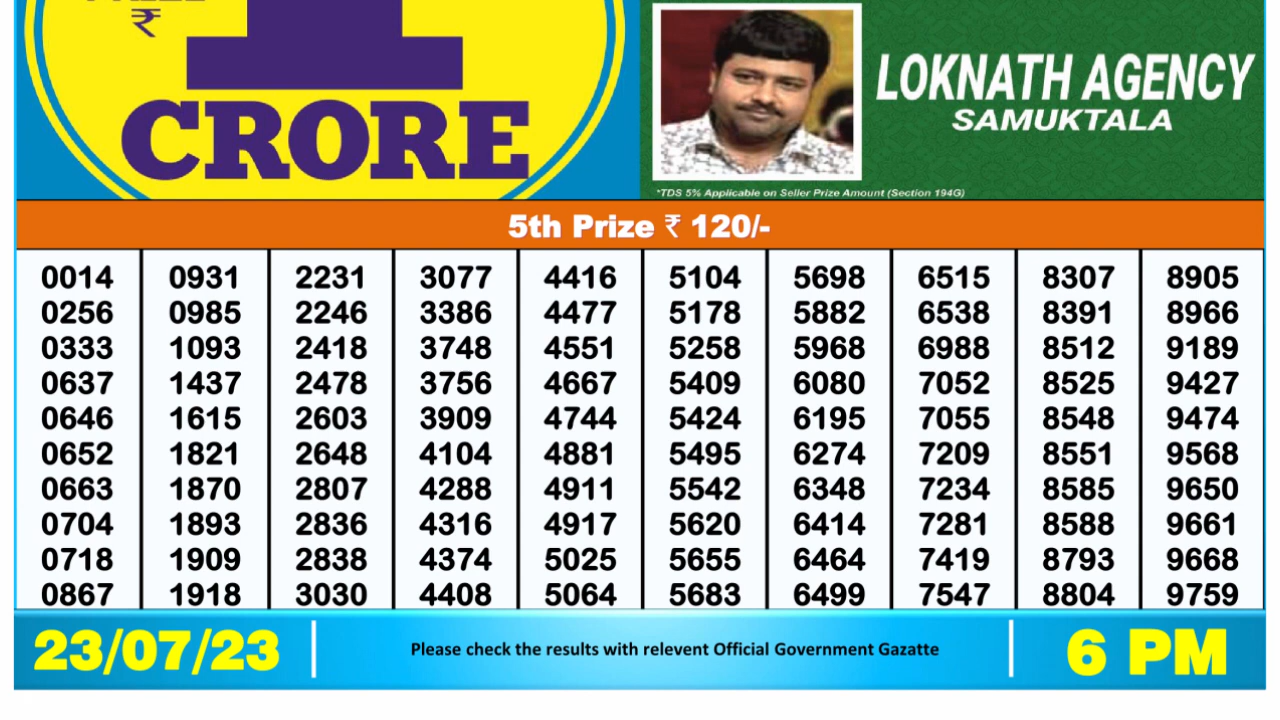 ₹
1
CRORE
LOKNATH AGENCY
SAMUKTALA
*TDS 5% Applicable on Seller Prize Amount (Section 194G)
5th Prize ₹ 120/-
0014 0931 2231 3077 4416 5104 5698 6515 8307 8905
0256 0985 2246 3386 4477 5178 5882 6538 8391 8966
0333 1093 2418 3748 4551 5258 5968 6988 8512 9189
0637 1437 2478 3756 4667 5409 6080 7052 8525 9427
0646 1615 2603 3909 4744 5424 6195 7055 8548 9474
0652 1821 2648 4104 4881 5495 6274 7209 8551 9568
0663 1870 2807 4288 4911 5542 6348 7234 8585 9650
0704 1893 2836 4316 4917 5620 6414 7281 8588 9661
0718 1909 2838 4374 5025 5655 6464 7419 8793 9668
0867 1918 3030 4408 5064 5683 6499 7547 8804 9759
23/07/23
Please check the results with relevent Official Government Gazatte
6 PM